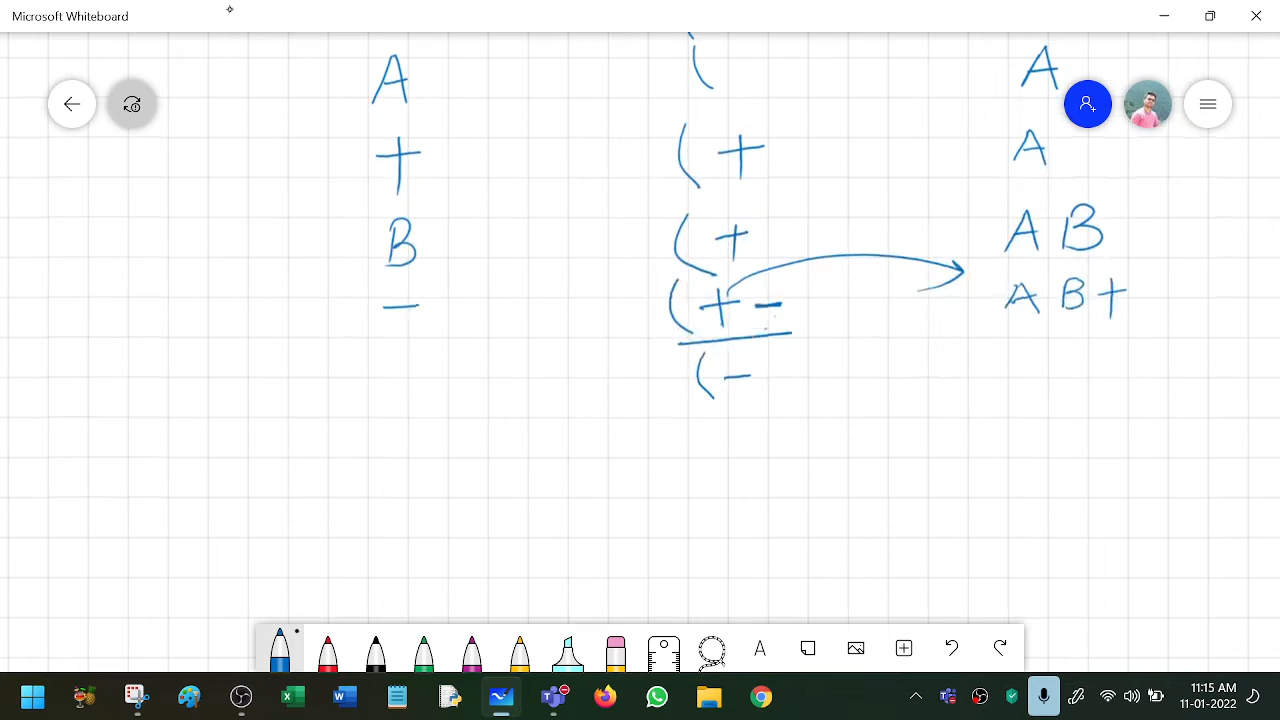 Microsoft Whiteboard
A ( A
+ ( + A
B ( + A B
− ( + − A B +
( −
A
11:15 AM
11-01-2022